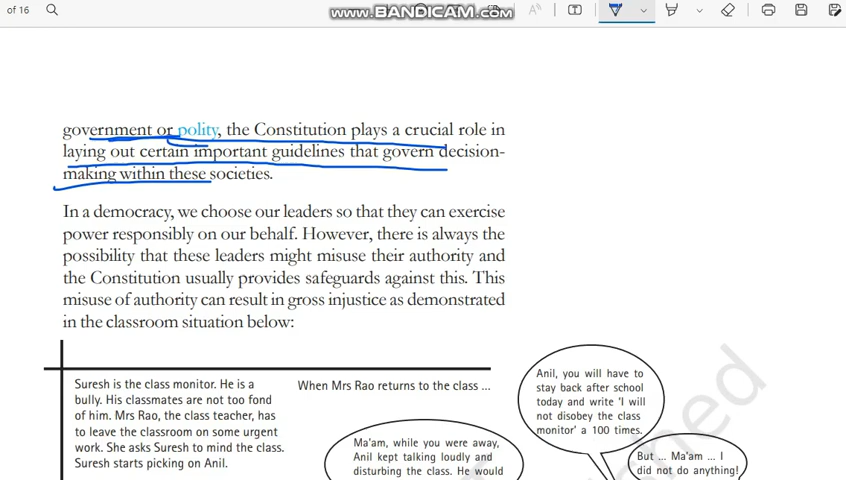 www.BANDICAM.com
of 16
government or polity, the Constitution plays a crucial role in
laying out certain important guidelines that govern decision-
making within these societies.
In a democracy, we choose our leaders so that they can exercise
power responsibly on our behalf. However, there is always the
possibility that these leaders might misuse their authority and
the Constitution usually provides safeguards against this. This
misuse of authority can result in gross injustice as demonstrated
in the classroom situation below:
Suresh is the class monitor. He is a
bully. His classmates are not too fond
of him. Mrs Rao, the class teacher, has
to leave the classroom on some urgent
work. She asks Suresh to mind the class.
Suresh starts picking on Anil.
When Mrs Rao returns to the class ...
Ma'am, while you were away,
Anil kept talking loudly and
disturbing the class. He would
Anil, you will have to
stay back after school
today and write 'I will
not disobey the class
monitor' a 100 times.
But ... Ma'am ... I
did not do anything!